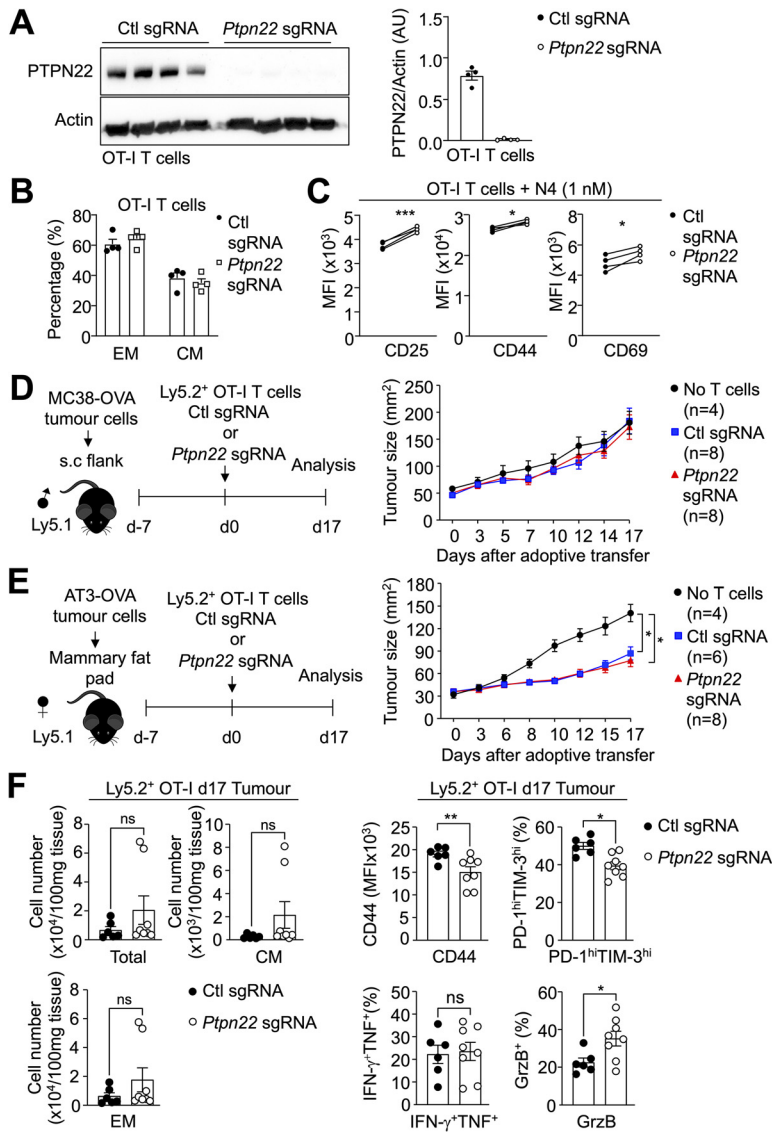 A
Ctl sgRNA
Ptpn22 sgRNA
PTPN22
Actin
OT-I T cells
PTPN22/Actin (AU)
1.5
1.0
0.5
0.0
OT-I T cells
Ctl sgRNA
Ptpn22 sgRNA
B
OT-I T cells
Percentage (%)
80
60
40
20
0
EM
CM
Ctl
sgRNA
Ptpn22
sgRNA
C
OT-I T cells + N4 (1 nM)
MFI (x10³)
5
4
3
2
1
0
***
CD25
MFI (x10⁴)
3
2
1
0
*
CD44
MFI (x10³)
9
6
3
0
*
CD69
Ctl
sgRNA
Ptpn22
sgRNA
D
MC38-OVA
tumour cells
s.c flank
Ly5.1
Ly5.2⁺ OT-I T cells
Ctl sgRNA
or
Ptpn22 sgRNA
Analysis
d-7
d0
d17
Tumour size (mm²)
250
200
150
100
50
0
0 3 5 7 10 12 14 17
Days after adoptive transfer
No T cells
(n=4)
Ctl sgRNA
(n=8)
Ptpn22
sgRNA
(n=8)
E
AT3-OVA
tumour cells
Mammary fat
pad
Ly5.1
Ly5.2⁺ OT-I T cells
Ctl sgRNA
or
Ptpn22 sgRNA
Analysis
d-7
d0
d17
Tumour size (mm²)
180
150
120
90
60
30
0
0 3 5 7 10 12 14 17
Days after adoptive transfer
*
*
No T cells
(n=4)
Ctl sgRNA
(n=6)
Ptpn22
sgRNA
(n=8)
F
Ly5.2⁺ OT-I d17 Tumour
Cell number
(x10⁴/100mg tissue)
10
8
6
4
2
0
ns
Total
Cell number
(x10³/100mg tissue)
10
8
6
4
2
0
ns
CM
Cell number
(x10⁴/100mg tissue)
8
6
4
2
0
ns
EM
Ctl sgRNA
Ptpn22 sgRNA
Ly5.2⁺ OT-I d17 Tumour
CD44 (MFIx10³)
25
20
15
10
5
0
**
CD44
PD-1ʰⁱTIM-3ʰⁱ (%)
60
40
20
0
*
PD-1ʰⁱTIM-3ʰⁱ
Ctl sgRNA
Ptpn22 sgRNA
IFN-γ⁺TNF⁺(%)
50
40
30
20
10
0
ns
IFN-γ⁺TNF⁺
GrzB⁺ (%)
60
40
20
0
*
GrzB